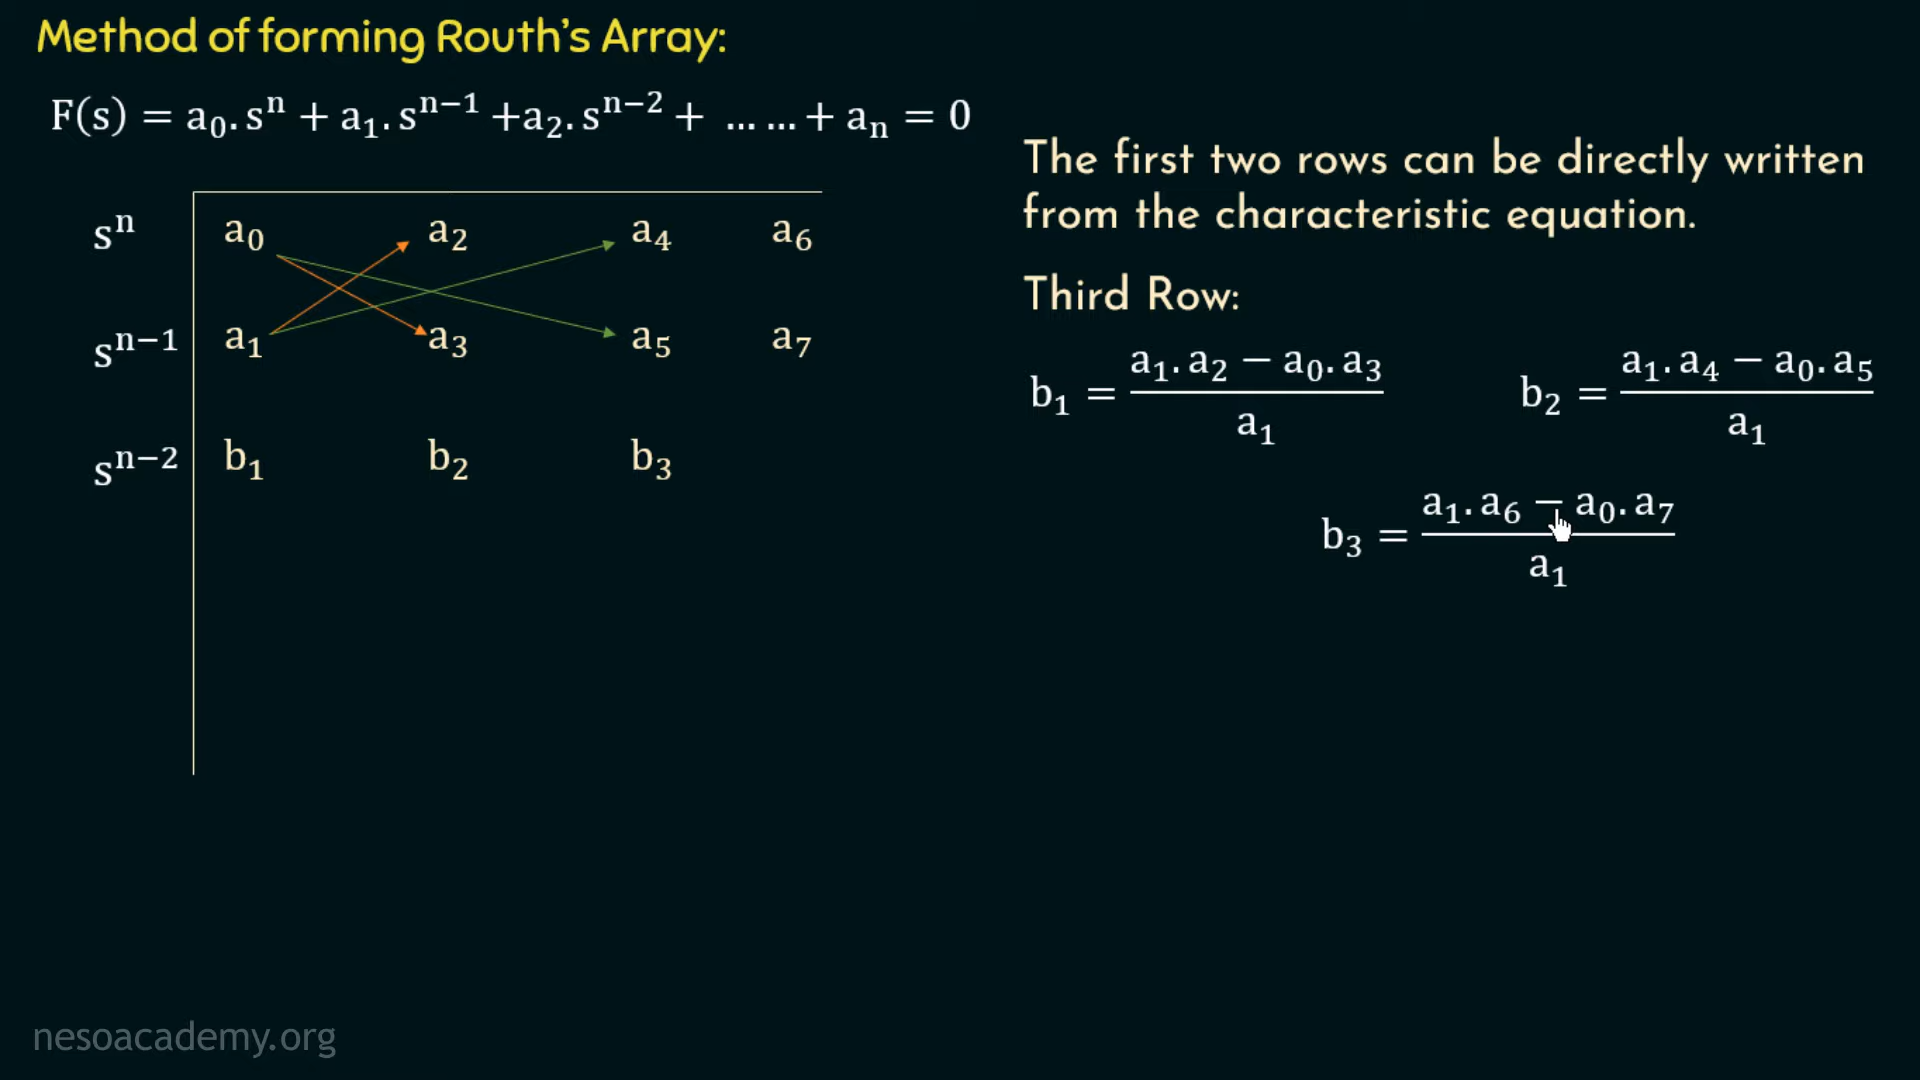 Method of forming Routh's Array:
F(s) = a₀.sⁿ + a₁.sⁿ⁻¹ +a₂.sⁿ⁻² + … … + aₙ = 0
The first two rows can be directly written
from the characteristic equation.
sⁿ a₀ a₂ a₄ a₆
sⁿ⁻¹ a₁ a₃ a₅ a₇
sⁿ⁻² b₁ b₂ b₃
Third Row:
b₁ = (a₁.a₂ − a₀.a₃)/a₁
b₂ = (a₁.a₄ − a₀.a₅)/a₁
b₃ = (a₁.a₆ − a₀.a₇)/a₁
nesoacademy.org